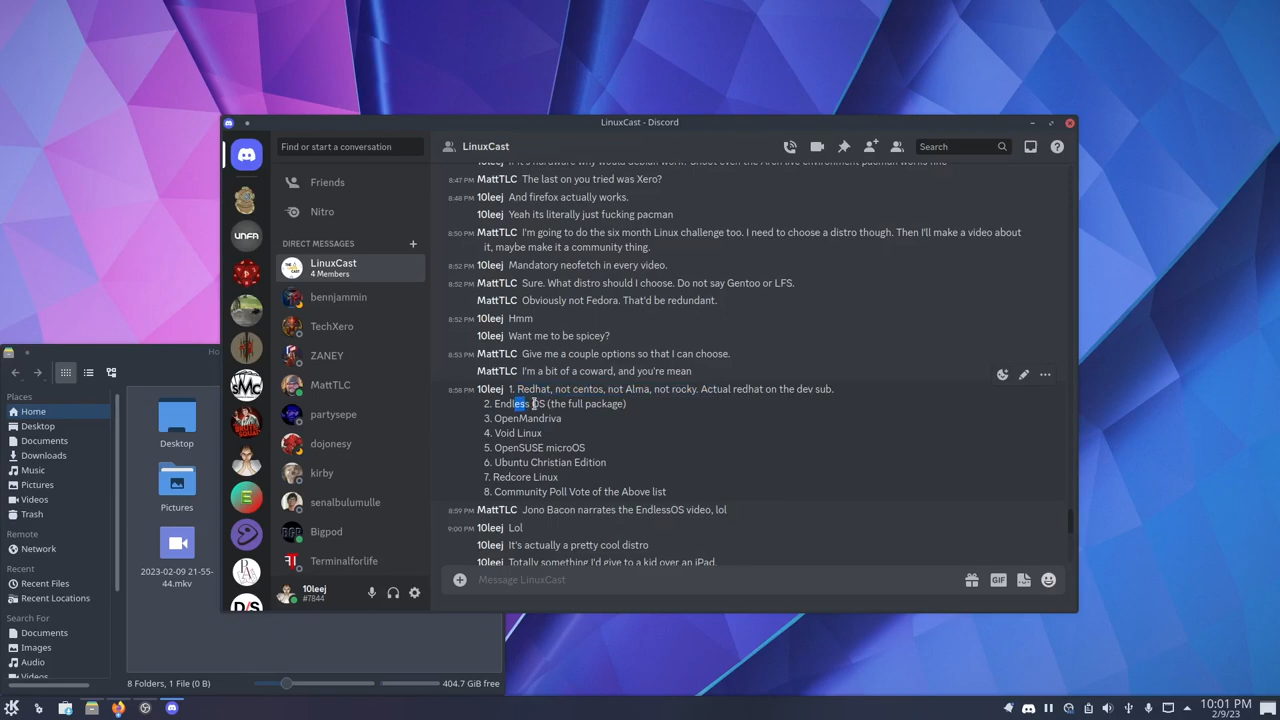 LinuxCast - Discord
Find or start a conversation
LinuxCast
Search
Friends
Nitro
DIRECT MESSAGES
LinuxCast
4 Members
bennjammin
TechXero
ZANEY
MattTLC
partysepe
dojonesy
kirby
senalbulumulle
Bigpod
Terminalforlife
10leej
#7844
UNFA
SMC
8:47 PM MattTLC The last on you tried was Xero?
8:48 PM 10leej And firefox actually works.
10leej Yeah its literally just fucking pacman
8:50 PM MattTLC I'm going to do the six month Linux challenge too. I need to choose a distro though. Then I'll make a video about
it, maybe make it a community thing.
8:52 PM 10leej Mandatory neofetch in every video.
8:52 PM MattTLC Sure. What distro should I choose. Do not say Gentoo or LFS.
MattTLC Obviously not Fedora. That'd be redundant.
8:52 PM 10leej Hmm
10leej Want me to be spicey?
8:53 PM MattTLC Give me a couple options so that I can choose.
MattTLC I'm a bit of a coward, and you're mean
8:58 PM 10leej 1. Redhat, not centos, not Alma, not rocky. Actual redhat on the dev sub.
2. Endless OS (the full package)
3. OpenMandriva
4. Void Linux
5. OpenSUSE microOS
6. Ubuntu Christian Edition
7. Redcore Linux
8. Community Poll Vote of the Above list
8:59 PM MattTLC Jono Bacon narrates the EndlessOS video, lol
9:00 PM 10leej Lol
10leej It's actually a pretty cool distro
10leej Totally something I'd give to a kid over an iPad.
Message LinuxCast
GIF
Places
Home
Desktop
Documents
Downloads
Music
Pictures
Videos
Trash
Remote
Network
Recent
Recent Files
Recent Locations
Search For
Documents
Images
Audio
Desktop
Pictures
2023-02-09 21-55-
44.mkv
8 Folders, 1 File (0 B)
404.7 GiB free
10:01 PM
2/9/23